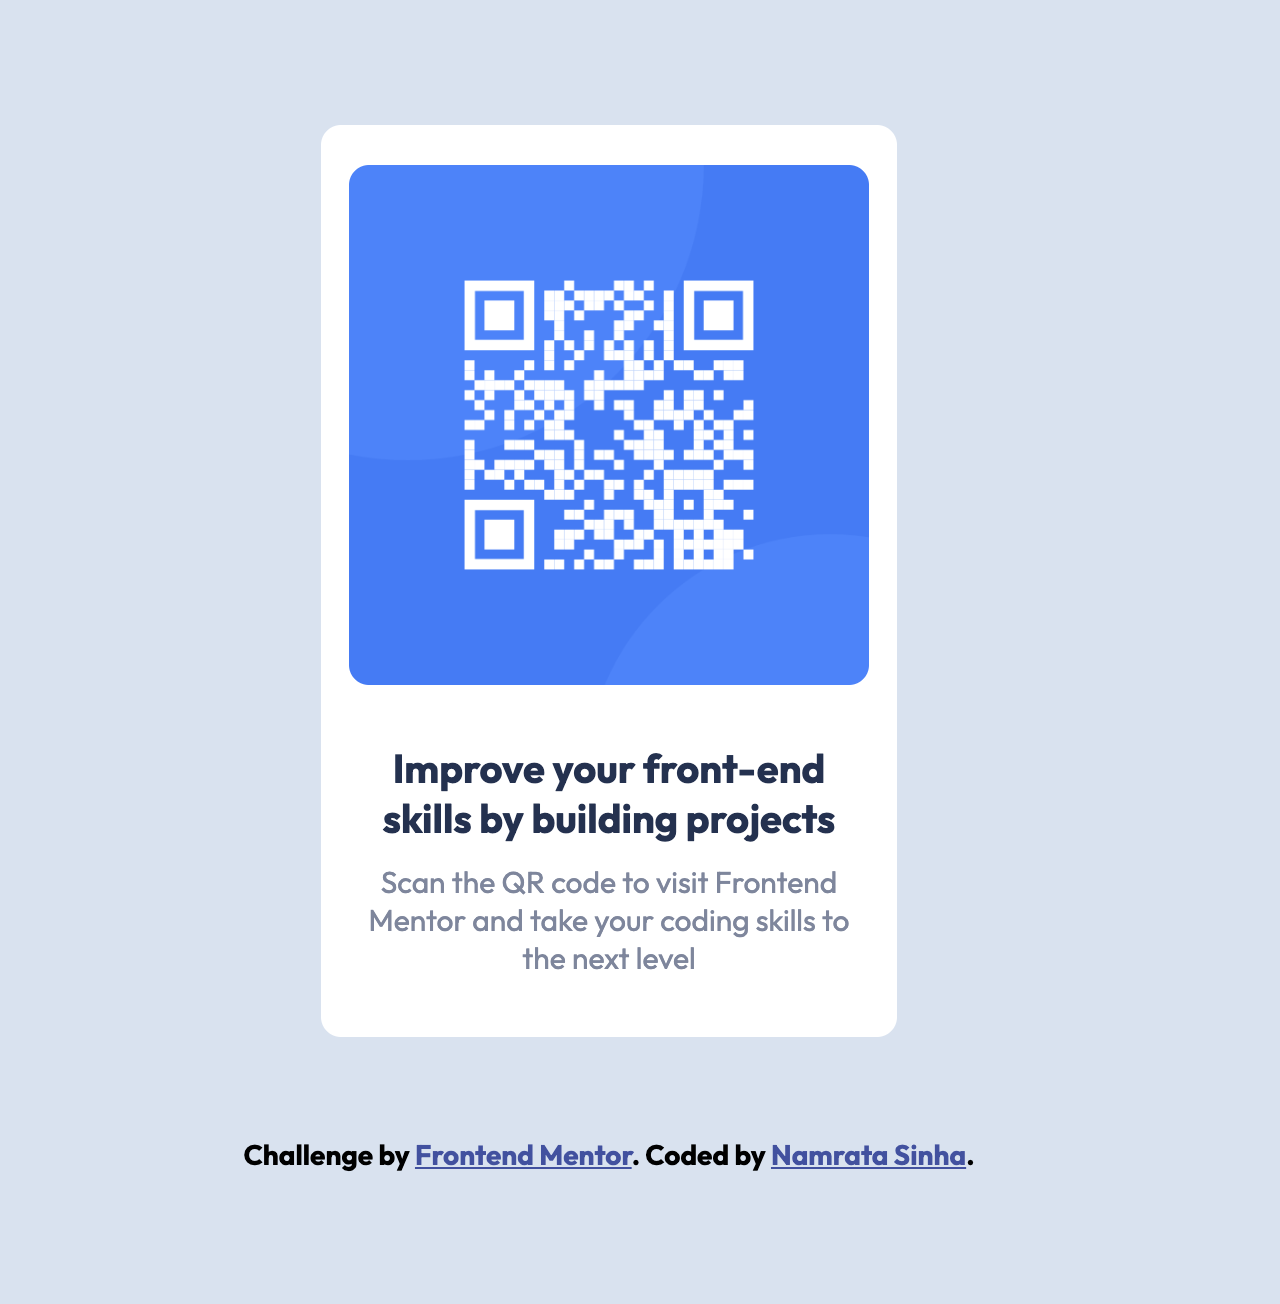 Improve your front-end
skills by building projects
Scan the QR code to visit Frontend
Mentor and take your coding skills to
the next level
Challenge by Frontend Mentor. Coded by Namrata Sinha.